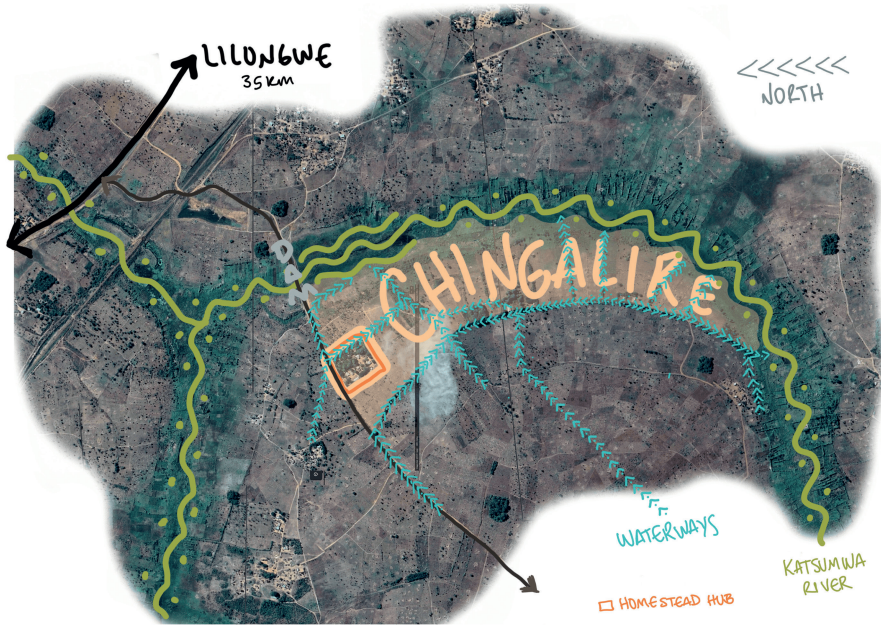 LILONGWE
35KM
NORTH
DAM
CHINGALIRE
WATERWAYS
KATSUMWA
RIVER
HOMESTEAD HUB